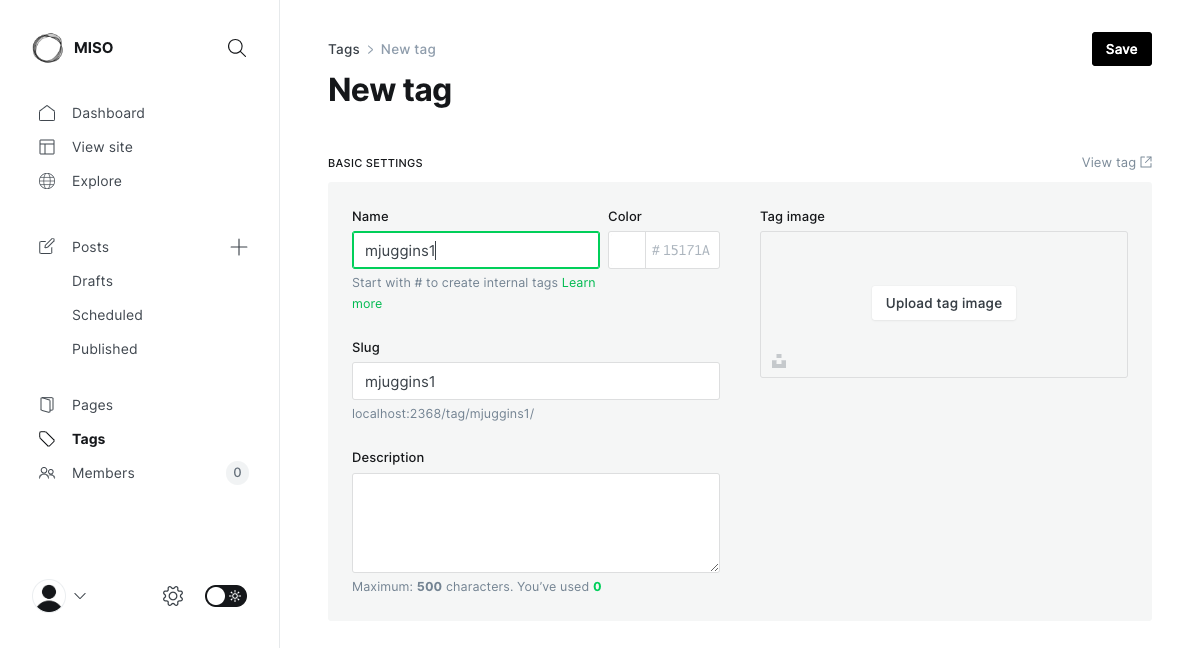 MISO
Dashboard
View site
Explore
Posts
Drafts
Scheduled
Published
Pages
Tags
Members 0
Tags > New tag
Save
New tag
BASIC SETTINGS
View tag
Name
mjuggins1
Start with # to create internal tags Learn
more
Color
# 15171A
Slug
mjuggins1
localhost:2368/tag/mjuggins1/
Description
Maximum: 500 characters. You’ve used 0
Tag image
Upload tag image